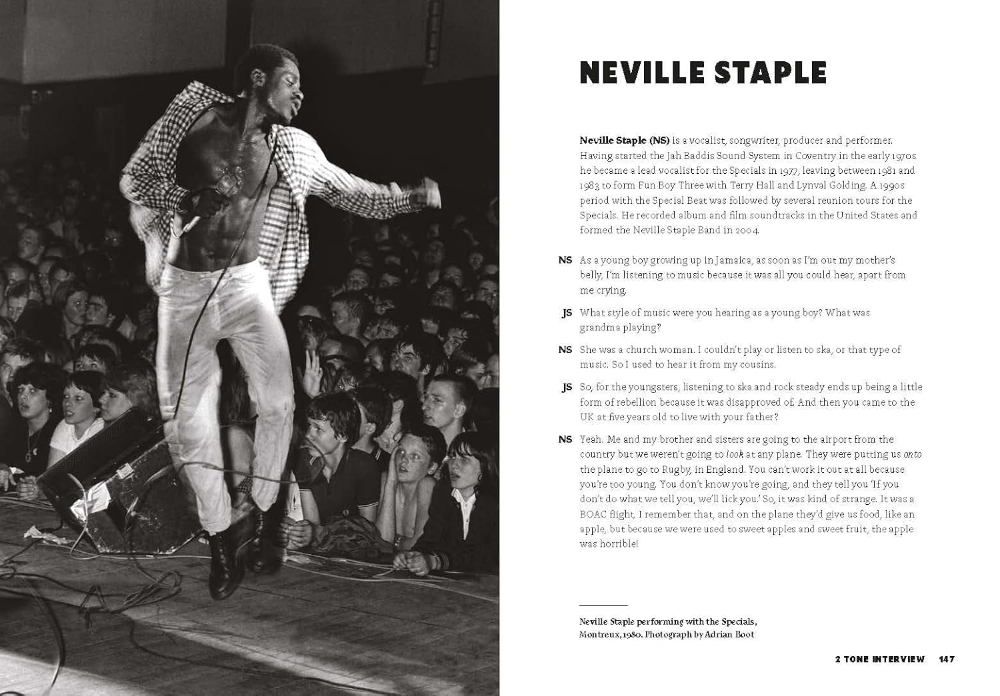 NEVILLE STAPLE
Neville Staple (NS) is a vocalist, songwriter, producer and performer.
Having started the Jah Baddis Sound System in Coventry in the early 1970s
he became a lead vocalist for the Specials in 1977, leaving between 1981 and
1983 to form Fun Boy Three with Terry Hall and Lynval Golding. A 1990s
period with the Special Beat was followed by several reunion tours for the
Specials. He recorded album and film soundtracks in the United States and
formed the Neville Staple Band in 2004.
NS As a young boy growing up in Jamaica, as soon as I'm out my mother's
belly, I'm listening to music because it was all you could hear, apart from
me crying.
JS What style of music were you hearing as a young boy? What was
grandma playing?
NS She was a church woman. I couldn't play or listen to ska, or that type of
music. So I used to hear it from my cousins.
JS So, for the youngsters, listening to ska and rock steady ends up being a little
form of rebellion because it was disapproved of. And then you came to the
UK at five years old to live with your father?
NS Yeah. Me and my brother and sisters are going to the airport from the
country but we weren't going to look at any plane. They were putting us onto
the plane to go to Rugby, in England. You can't work it out at all because
you're too young. You don't know you're going, and they tell you 'If you
don't do what we tell you, we'll lick you.' So, it was kind of strange. It was a
BOAC flight, I remember that, and on the plane they'd give us food, like an
apple, but because we were used to sweet apples and sweet fruit, the apple
was horrible!
Neville Staple performing with the Specials,
Montreux, 1980. Photograph by Adrian Boot
2 TONE INTERVIEW 147